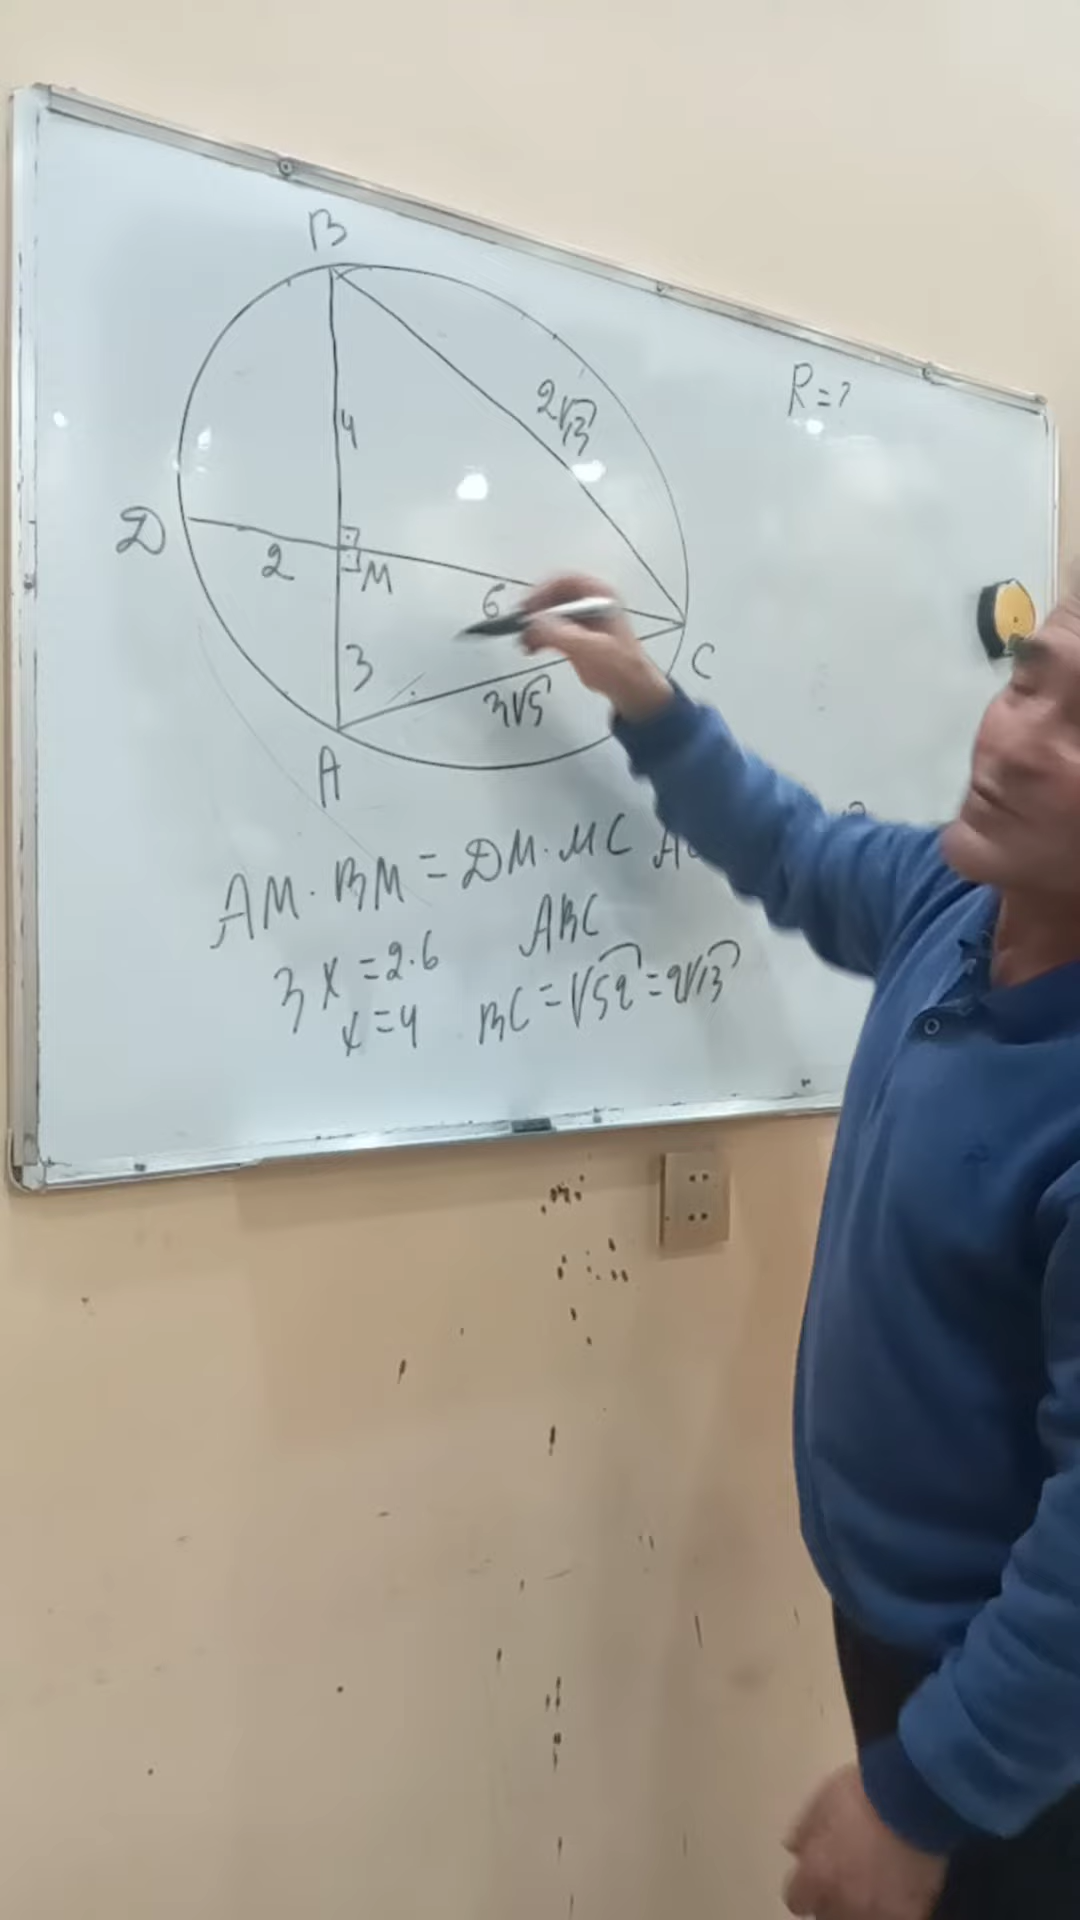 B
R=?
2√13
4
D
2
M
6
3
C
3√5
A
AM·BM=DM·MC
3x=2·6
ABC
x=4
BC=√52=2√13